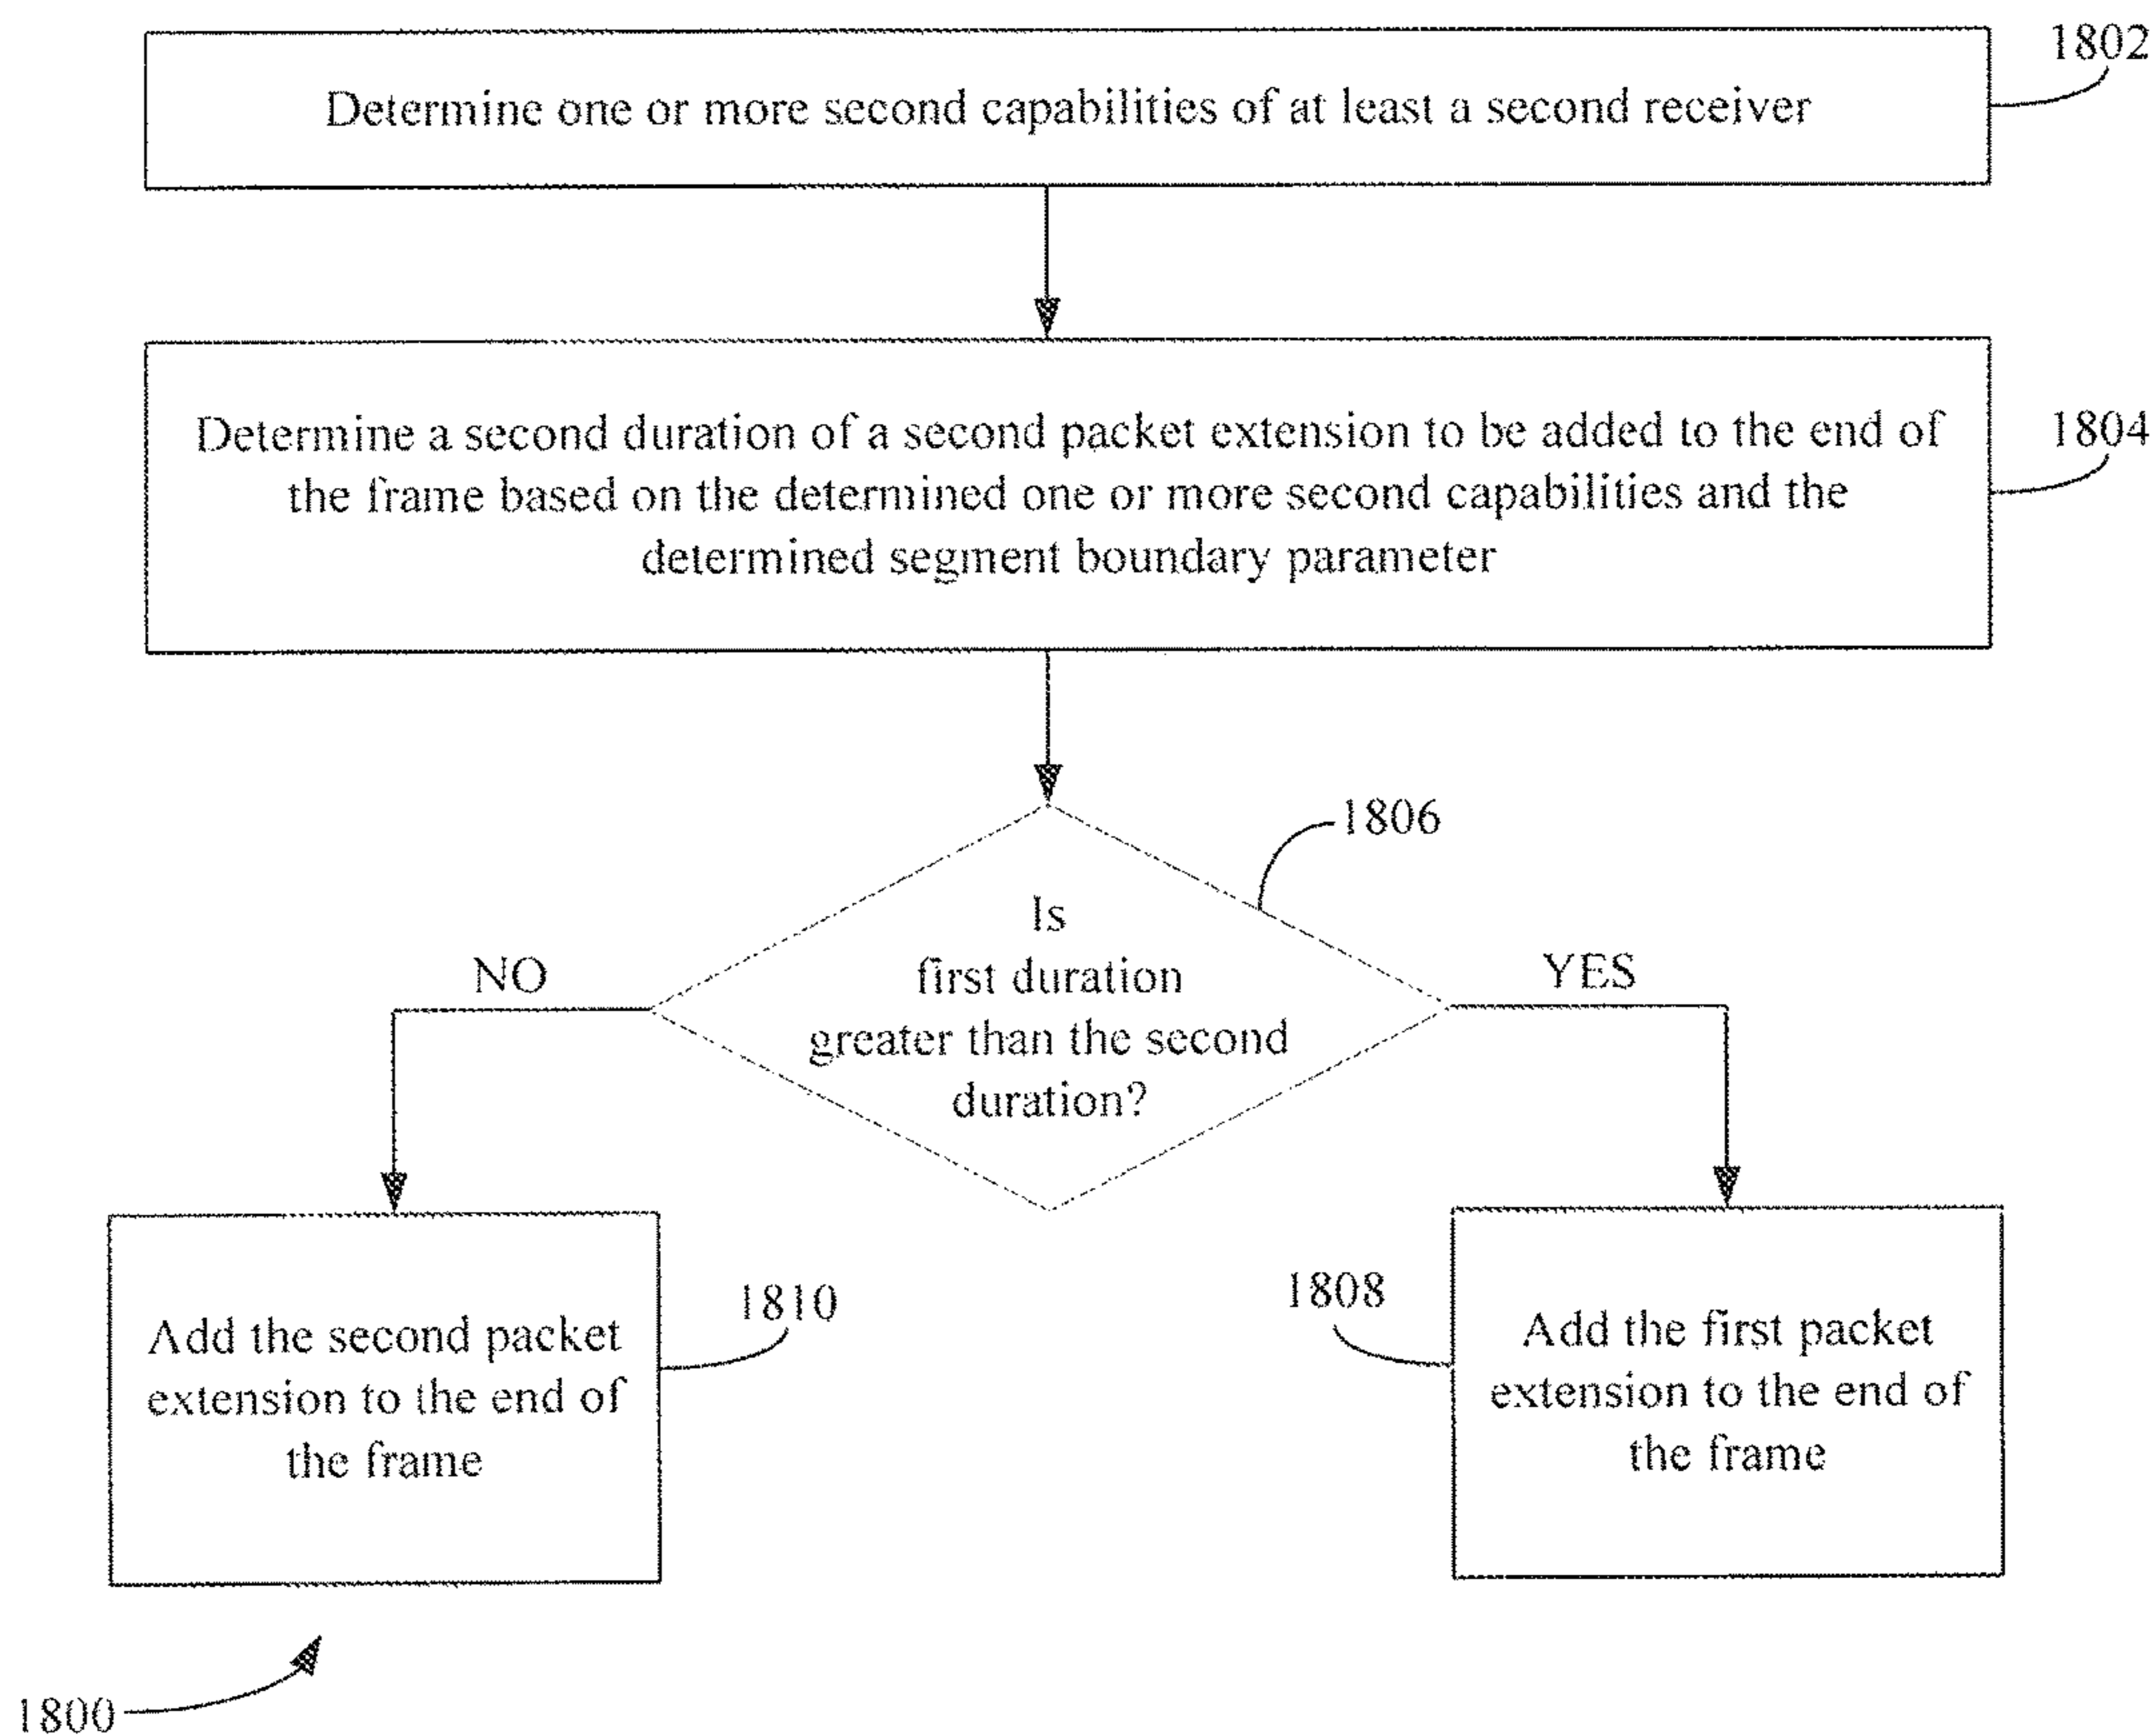 1802
Determine one or more second capabilities of at least a second receiver
Determine a second duration of a second packet extension to be added to the end of
the frame based on the determined one or more second capabilities and the
determined segment boundary parameter
1804
1806
Is
first duration
greater than the second
duration?
NO
YES
Add the second packet
extension to the end of
the frame
1810
1808
Add the first packet
extension to the end of
the frame
1800